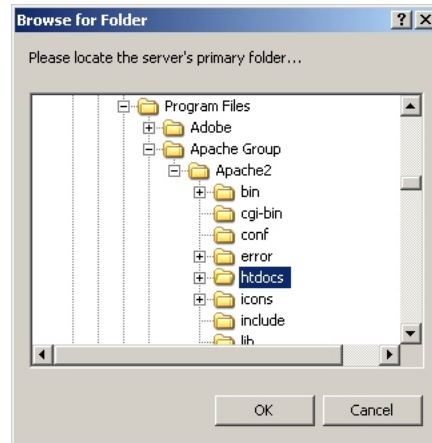 Browse for Folder
Please locate the server's primary folder...
Program Files
Adobe
Apache Group
Apache2
bin
cgi-bin
conf
error
htdocs
icons
include
lib
OK Cancel